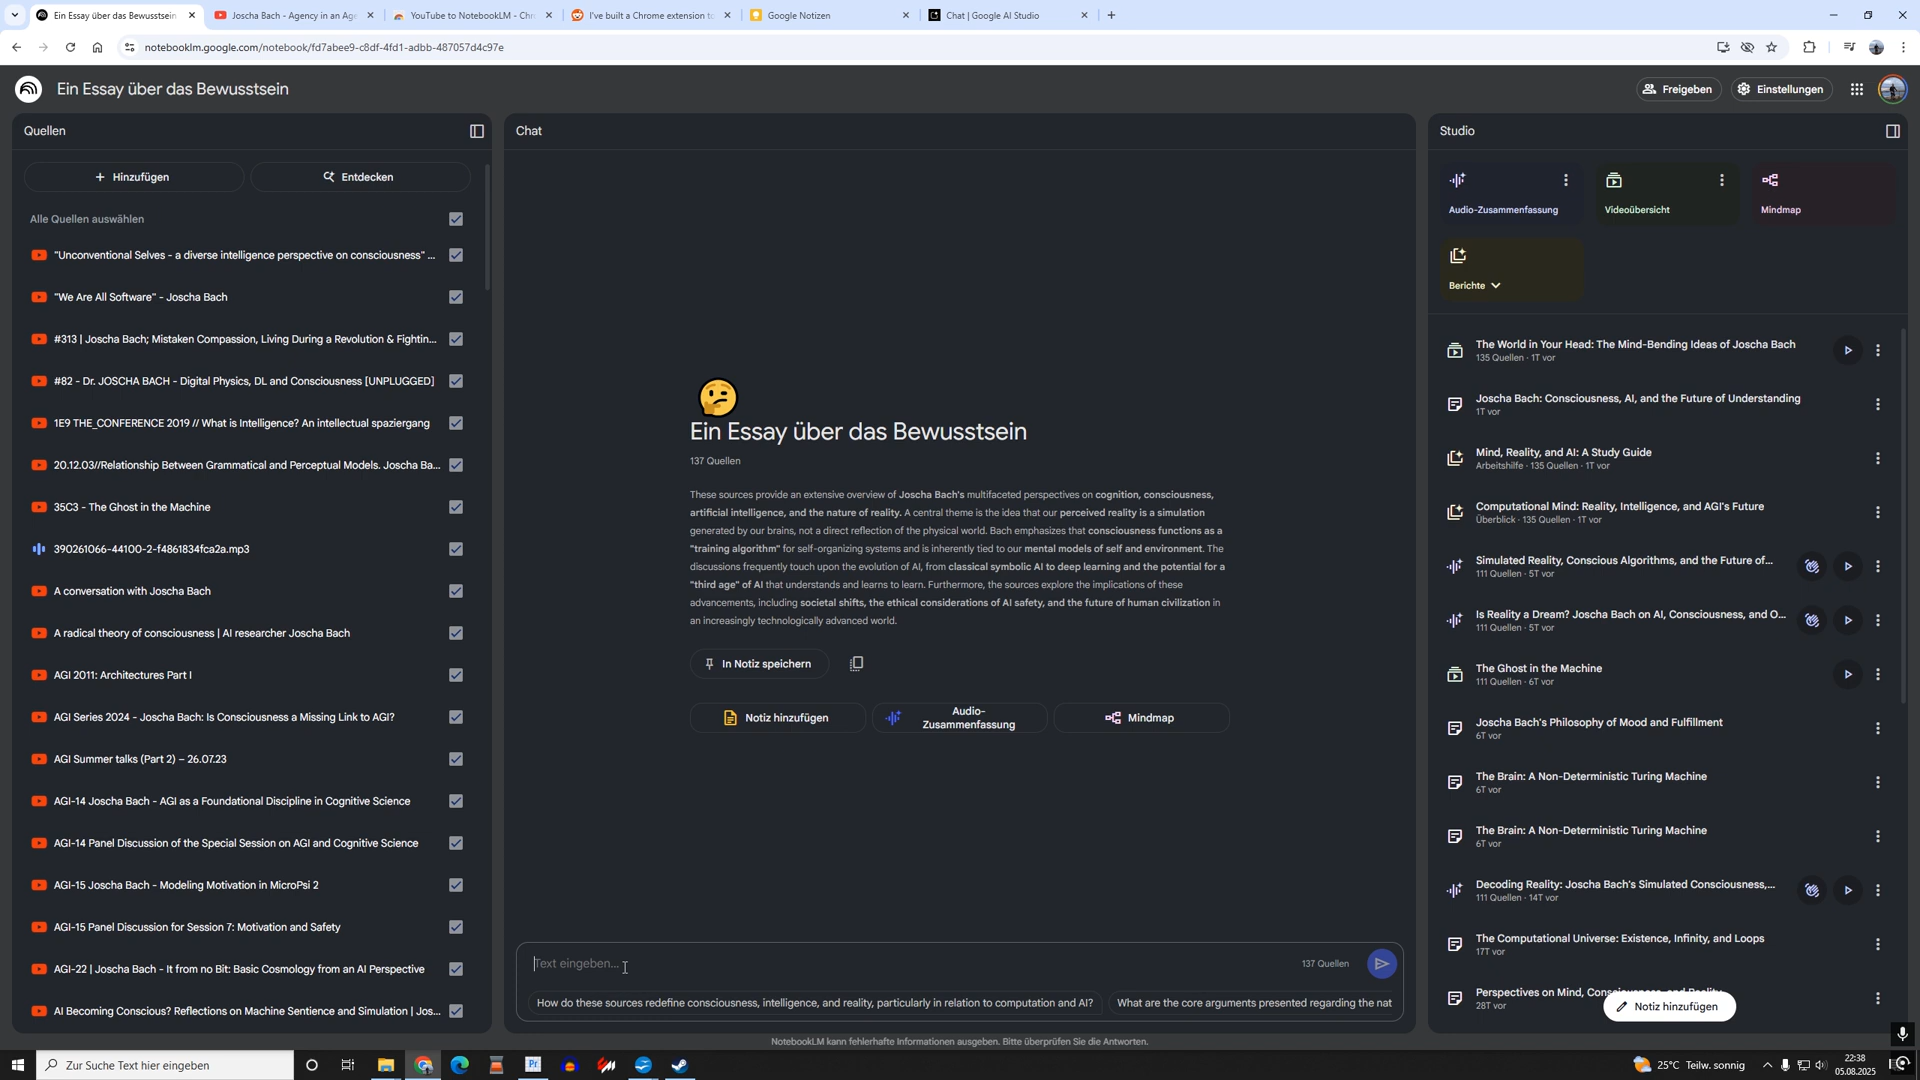 Ein Essay über das Bewusstsein
Joscha Bach - Agency in an Age
YouTube to NotebookLM - Chr
I've built a Chrome extension to
Google Notizen
Chat | Google AI Studio
notebooklm.google.com/notebook/fd7abee9-c8df-4fd1-adbb-487057d4c97e
Ein Essay über das Bewusstsein
Freigeben
Einstellungen
Quellen
Hinzufügen
Entdecken
Alle Quellen auswählen
"Unconventional Selves - a diverse intelligence perspective on consciousness" ...
"We Are All Software" - Joscha Bach
#313 | Joscha Bach; Mistaken Compassion, Living During a Revolution & Fightin...
#82 - Dr. JOSCHA BACH - Digital Physics, DL and Consciousness [UNPLUGGED]
1E9 THE_CONFERENCE 2019 // What is Intelligence? An intellectual spaziergang
20.12.03//Relationship Between Grammatical and Perceptual Models. Joscha Ba...
35C3 - The Ghost in the Machine
390261066-44100-2-f4861834fca2a.mp3
A conversation with Joscha Bach
A radical theory of consciousness | AI researcher Joscha Bach
AGI 2011: Architectures Part I
AGI Series 2024 - Joscha Bach: Is Consciousness a Missing Link to AGI?
AGI Summer talks (Part 2) – 26.07.23
AGI-14 Joscha Bach - AGI as a Foundational Discipline in Cognitive Science
AGI-14 Panel Discussion of the Special Session on AGI and Cognitive Science
AGI-15 Joscha Bach - Modeling Motivation in MicroPsi 2
AGI-15 Panel Discussion for Session 7: Motivation and Safety
AGI-22 | Joscha Bach - It from no Bit: Basic Cosmology from an AI Perspective
AI Becoming Conscious? Reflections on Machine Sentience and Simulation | Jos...
Chat
Ein Essay über das Bewusstsein
137 Quellen
These sources provide an extensive overview of Joscha Bach's multifaceted perspectives on cognition, consciousness,
artificial intelligence, and the nature of reality. A central theme is the idea that our perceived reality is a simulation
generated by our brains, not a direct reflection of the physical world. Bach emphasizes that consciousness functions as a
"training algorithm" for self-organizing systems and is inherently tied to our mental models of self and environment. The
discussions frequently touch upon the evolution of AI, from classical symbolic AI to deep learning and the potential for a
"third age" of AI that understands and learns to learn. Furthermore, the sources explore the implications of these
advancements, including societal shifts, the ethical considerations of AI safety, and the future of human civilization in
an increasingly technologically advanced world.
In Notiz speichern
Notiz hinzufügen
Audio-
Zusammenfassung
Mindmap
Text eingeben...
137 Quellen
How do these sources redefine consciousness, intelligence, and reality, particularly in relation to computation and AI?
What are the core arguments presented regarding the nat
NotebookLM kann fehlerhafte Informationen ausgeben. Bitte überprüfen Sie die Antworten.
Studio
Audio-Zusammenfassung
Videoübersicht
Mindmap
Berichte
The World in Your Head: The Mind-Bending Ideas of Joscha Bach
135 Quellen · 1T vor
Joscha Bach: Consciousness, AI, and the Future of Understanding
1T vor
Mind, Reality, and AI: A Study Guide
Arbeitshilfe · 135 Quellen · 1T vor
Computational Mind: Reality, Intelligence, and AGI's Future
Überblick · 135 Quellen · 1T vor
Simulated Reality, Conscious Algorithms, and the Future of...
111 Quellen · 5T vor
Is Reality a Dream? Joscha Bach on AI, Consciousness, and O...
111 Quellen · 5T vor
The Ghost in the Machine
111 Quellen · 6T vor
Joscha Bach's Philosophy of Mood and Fulfillment
6T vor
The Brain: A Non-Deterministic Turing Machine
6T vor
The Brain: A Non-Deterministic Turing Machine
6T vor
Decoding Reality: Joscha Bach's Simulated Consciousness,...
111 Quellen · 14T vor
The Computational Universe: Existence, Infinity, and Loops
17T vor
Perspectives on Mind, Consciousness, and Reality
28T vor
Notiz hinzufügen
Zur Suche Text hier eingeben
25°C Teilw. sonnig
22:38
05.08.2025